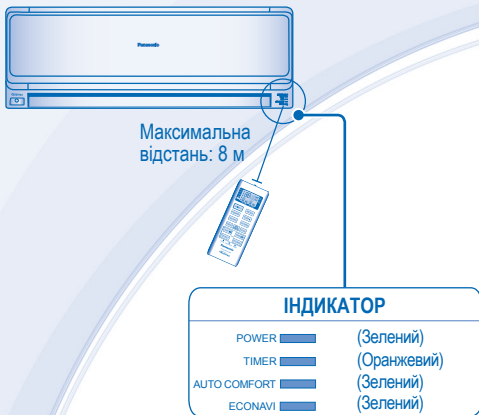 Panasonic
Максимальна
відстань: 8 м
ІНДИКАТОР
POWER (Зелений)
TIMER (Оранжевий)
AUTO COMFORT (Зелений)
ECONAVI (Зелений)